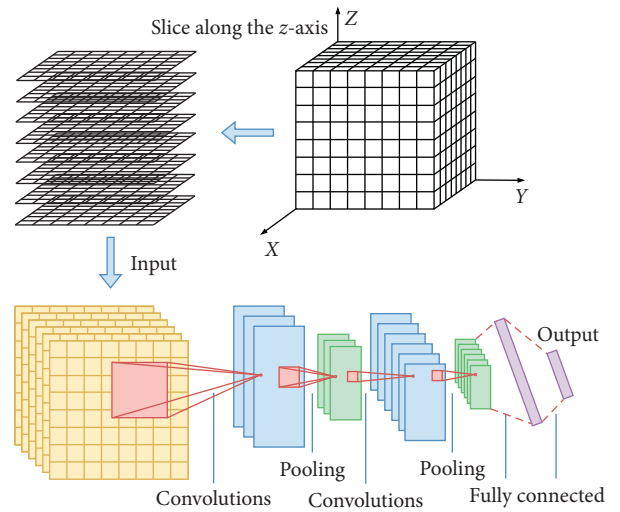 Slice along the z-axis
Z
Y
X
Input
Output
Pooling
Pooling
Convolutions
Convolutions
Fully connected